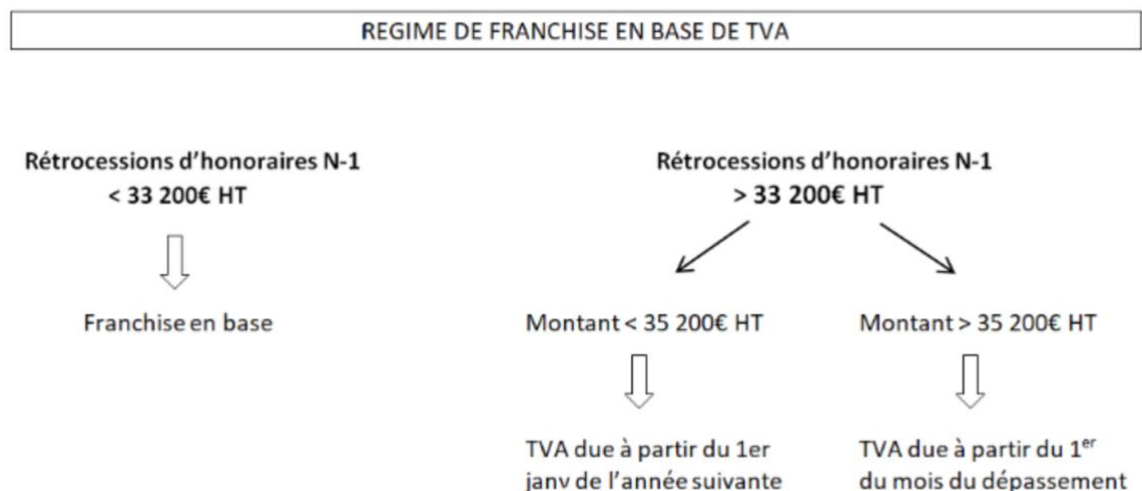 REGIME DE FRANCHISE EN BASE DE TVA
Rétrocessions d'honoraires N-1
< 33 200€ HT
Franchise en base
Rétrocessions d'honoraires N-1
> 33 200€ HT
Montant < 35 200€ HT
TVA due à partir du 1er
janv de l'année suivante
Montant > 35 200€ HT
TVA due à partir du 1er
du mois du dépassement